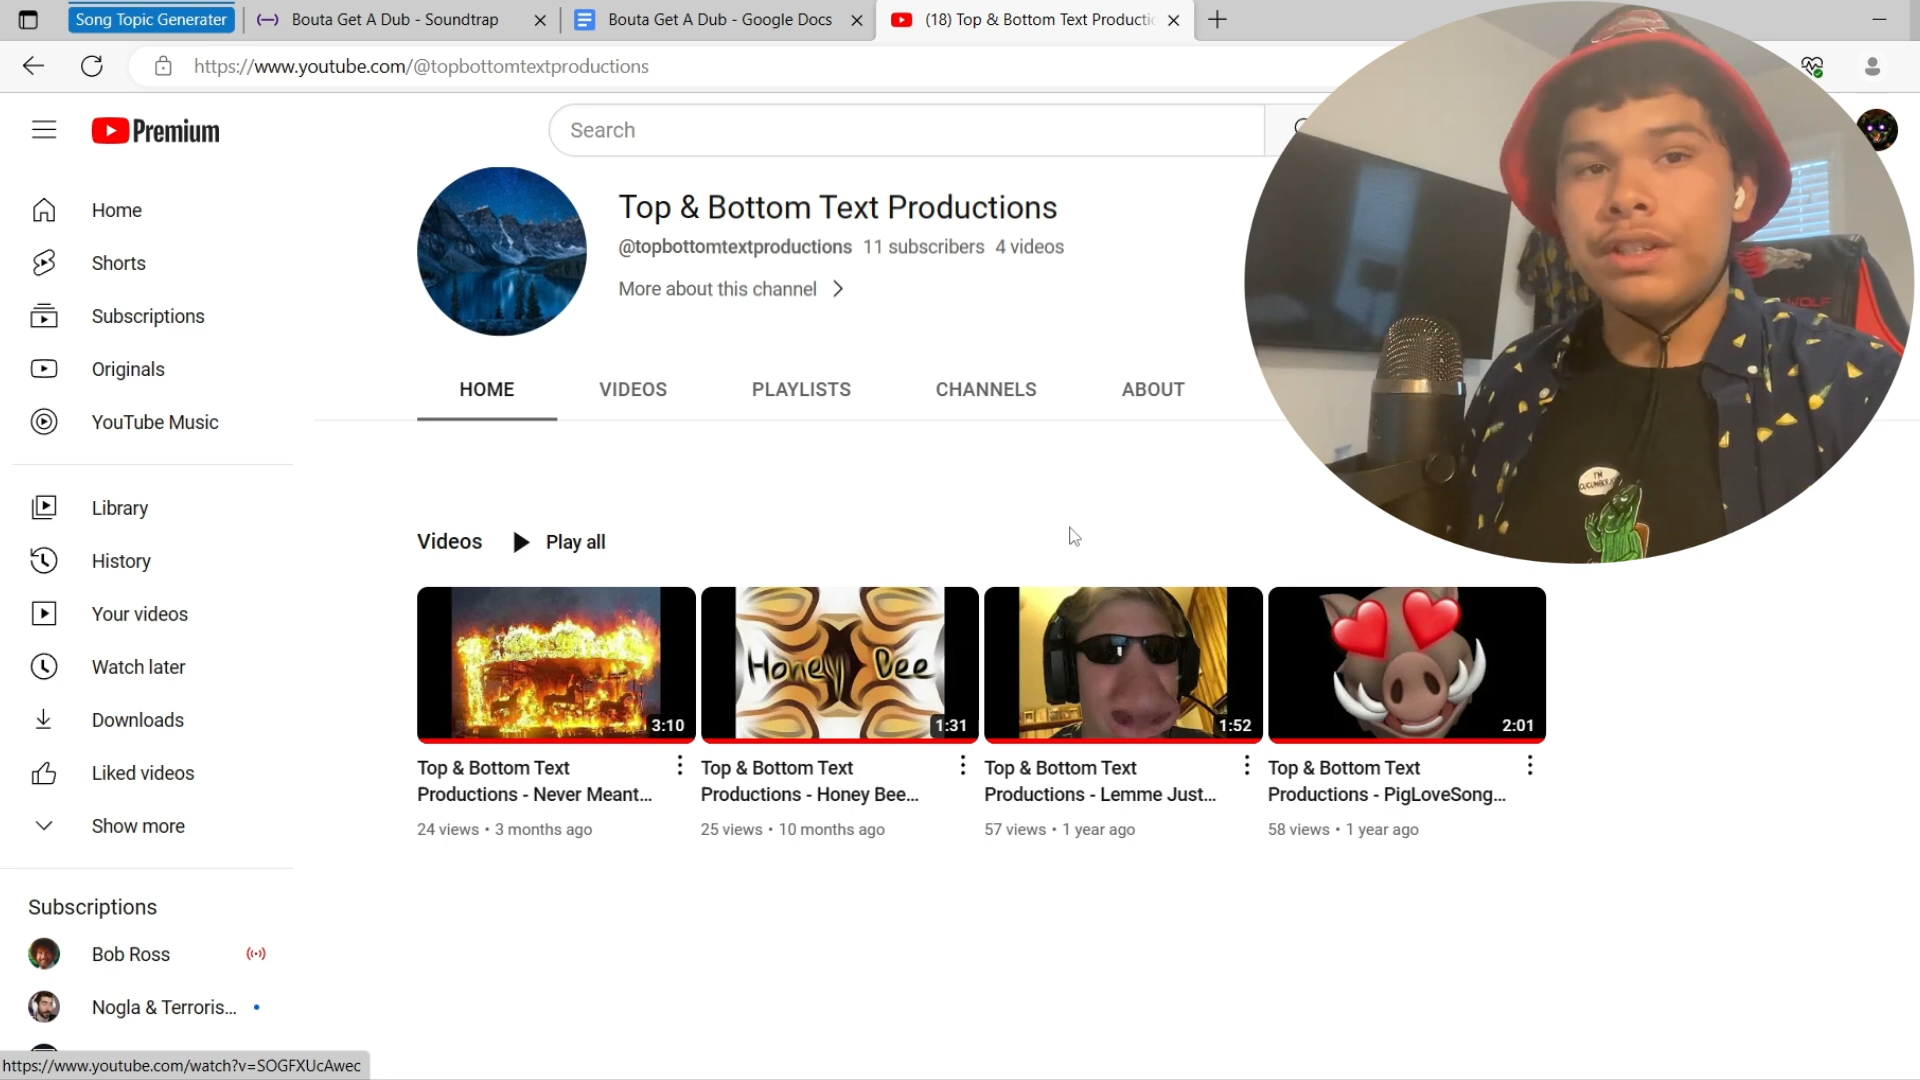 Song Topic Generater
Bouta Get A Dub - Soundtrap
Bouta Get A Dub - Google Docs
(18) Top & Bottom Text Producti
https://www.youtube.com/@topbottomtextproductions
Premium
Search
Home
Shorts
Subscriptions
Originals
YouTube Music
Library
History
Your videos
Watch later
Downloads
Liked videos
Show more
Subscriptions
Bob Ross
Nogla & Terroris...
Top & Bottom Text Productions
@topbottomtextproductions 11 subscribers 4 videos
More about this channel
HOME
VIDEOS
PLAYLISTS
CHANNELS
ABOUT
Videos
Play all
3:10
Honey Bee
1:31
1:52
2:01
Top & Bottom Text
Productions - Never Meant...
24 views • 3 months ago
Top & Bottom Text
Productions - Honey Bee...
25 views • 10 months ago
Top & Bottom Text
Productions - Lemme Just...
57 views • 1 year ago
Top & Bottom Text
Productions - PigLoveSong...
58 views • 1 year ago
I'M
WOLF
https://www.youtube.com/watch?v=SOGFXUcAwec